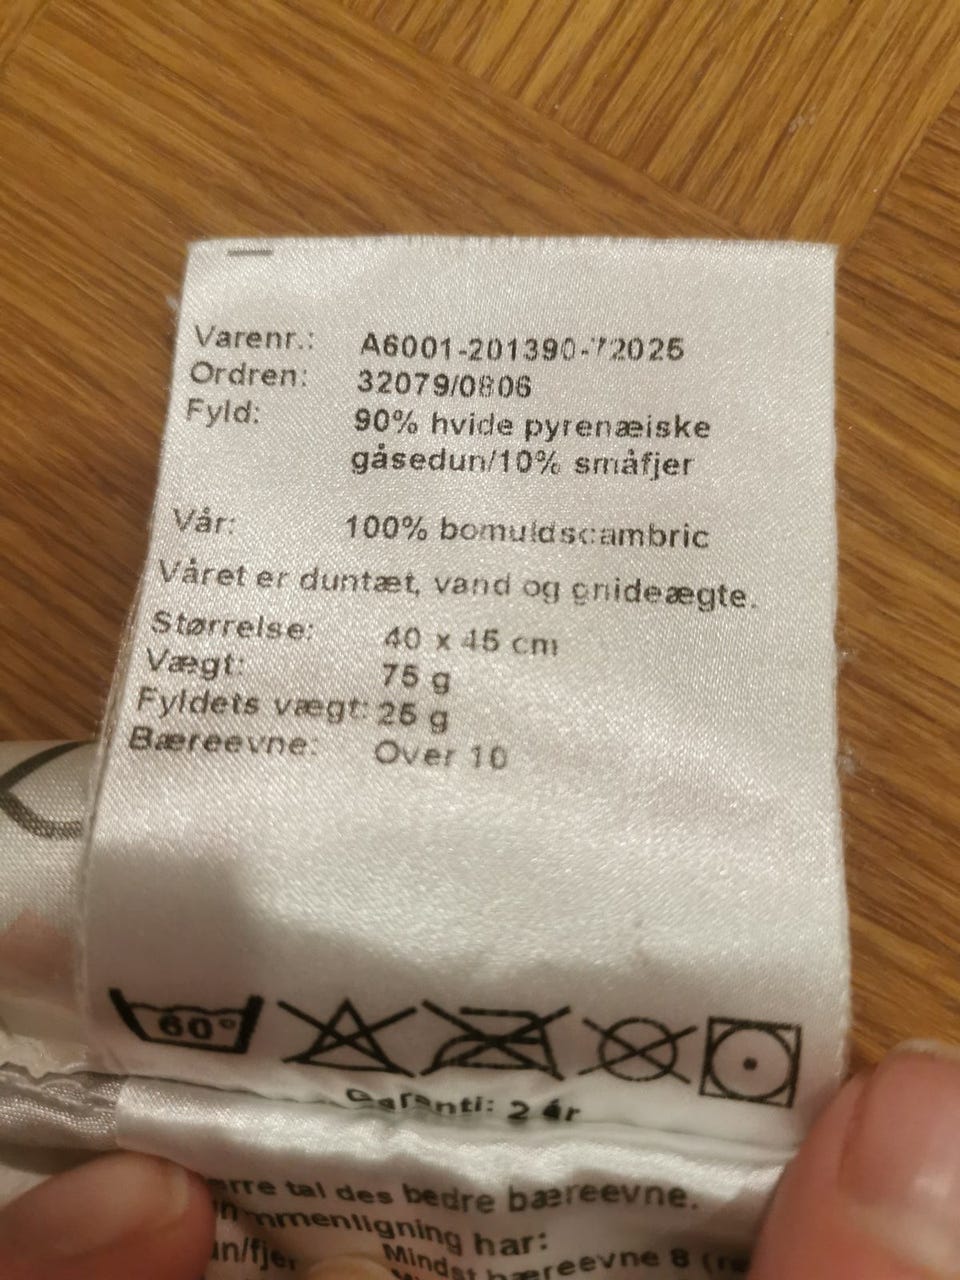 Varenr.: A6001-201390-72025
Ordren: 32079/0806
Fyld: 90% hvide pyrenæiske
gåsedun/10% småfjer
Vår: 100% bomuldscambric
Våret er duntæt, vand og gnideægte.
Størrelse: 40 x 45 cm
Vægt: 75 g
Fyldets vægt: 25 g
Bæreevne: Over 10
60°
Garanti: 2 år
tal des bedre bæreevne.
har:
Mindst bæreevne 8